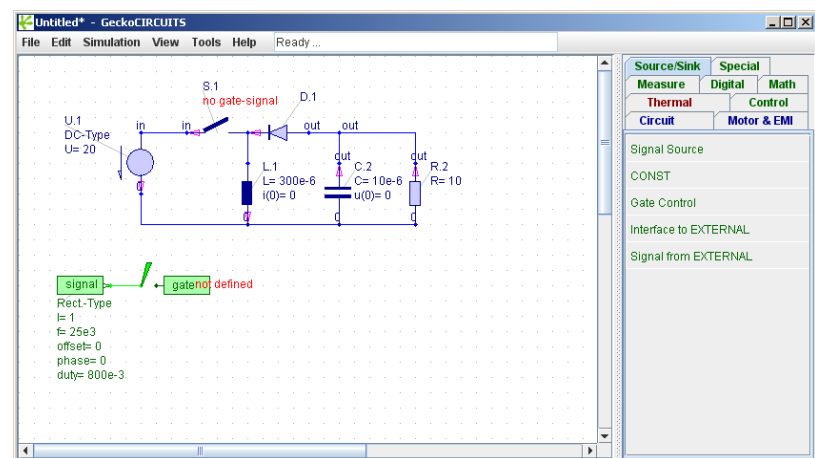 Untitled* - GeckoCIRCUITS
File Edit Simulation View Tools Help Ready ...
Source/Sink Special
Measure Digital Math
Thermal Control
Circuit Motor & EMI
Signal Source
CONST
Gate Control
Interface to EXTERNAL
Signal from EXTERNAL
S.1
no gate-signal
D.1
U.1
DC-Type
U= 20
in
in
out
out
out
out
L.1
L= 300e-6
i(0)= 0
C.2
C= 10e-6
u(0)= 0
R.2
R= 10
0
0
0
0
signal
gate
not defined
Rect.-Type
I= 1
f= 25e3
offset= 0
phase= 0
duty= 800e-3